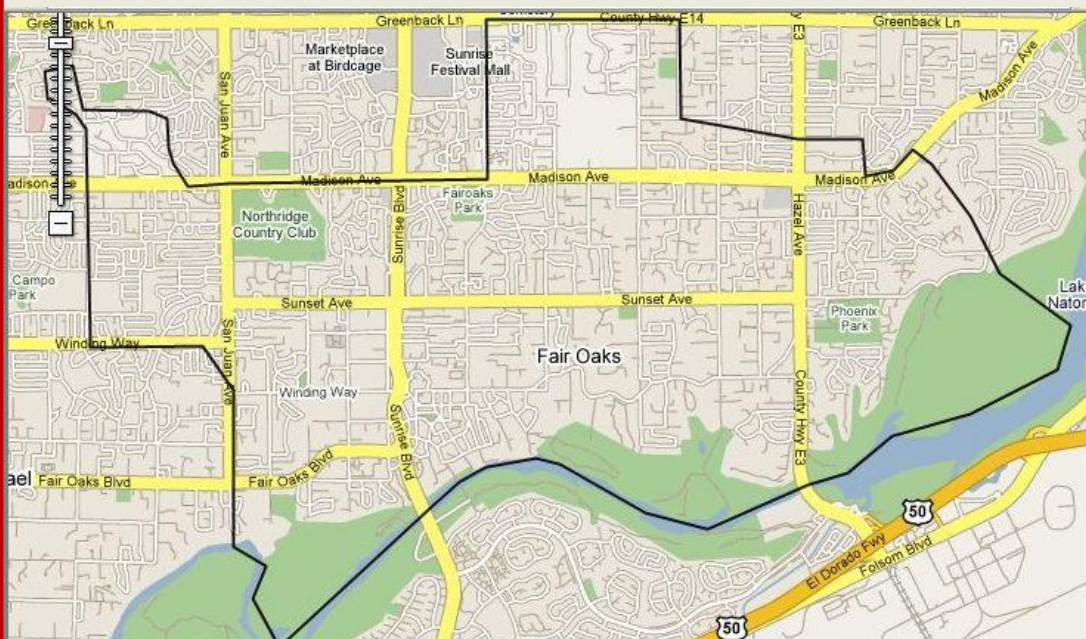 Greenback Ln
Greenback Ln
County Hwy E14
Greenback Ln
Marketplace
at Birdcage
Sunrise
Festival Mall
San Juan Ave
Madison Ave
Madison Ave
Madison Ave
Madison Ave
Fairoaks
Park
Northridge
Country Club
Sunrise Blvd
Hazel Ave
Campo
Park
Sunset Ave
Sunset Ave
Phoenix
Park
Winding Way
San Juan Ave
Fair Oaks
Winding Way
County Hwy E3
Sunrise Blvd
Fair Oaks Blvd
Fair Oaks Blvd
50
El Dorado Fwy
Folsom Blvd
50